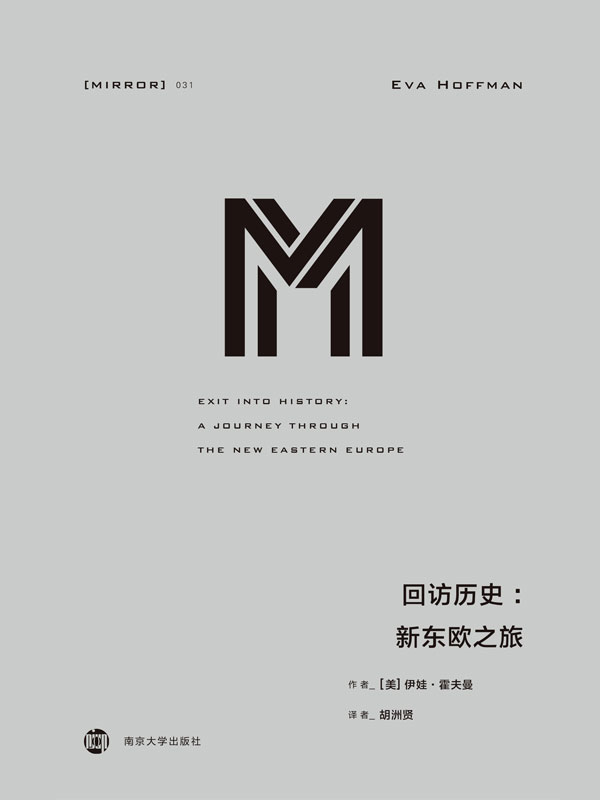 [MIRROR] 031
EVA HOFFMAN
M
EXIT INTO HISTORY:
A JOURNEY THROUGH
THE NEW EASTERN EUROPE
回访历史：
新东欧之旅
作者_ [美] 伊娃·霍夫曼
译者_ 胡洲贤
南京大学出版社